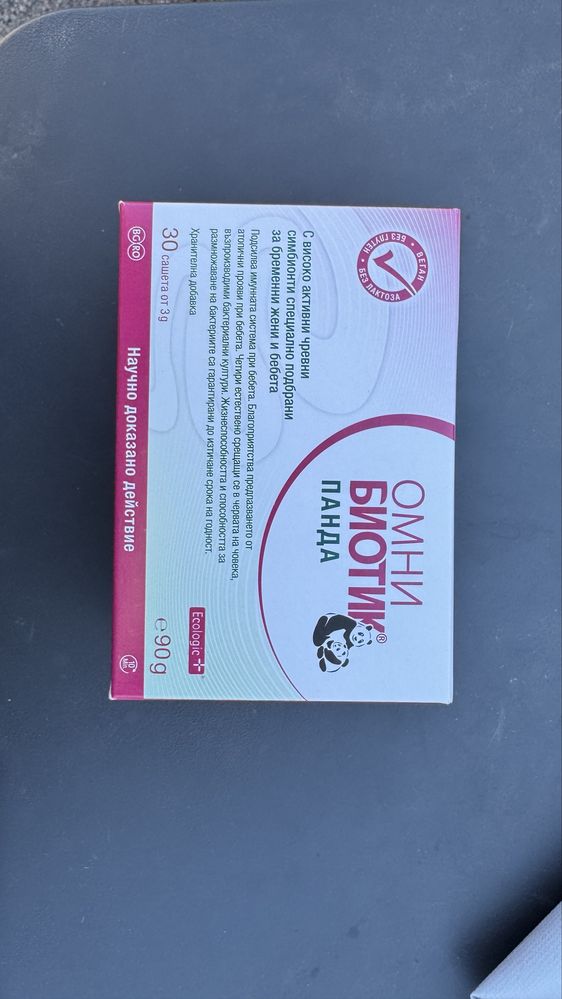 ОМНИ
БИОТИК®
ПАНДА
ВЕГАН • БЕЗ ГЛУТЕН • БЕЗ ЛАКТОЗА
С високо активни чревни
симбионти специално подбрани
за бременни жени и бебета
Подсилва имунната система при бебета. Благоприятства предпазването от
атопични прояви при бебета. Четири естествено срещащи се в червата на човека,
възпроизводими бактериални култури. Жизнеспособността и способността за
размножаване на бактериите са гарантирани до изтичане срока на годност.
Хранителна добавка
30 сашета от 3g
Ecologic+
℮90g
BG/RO
Научно доказано действие